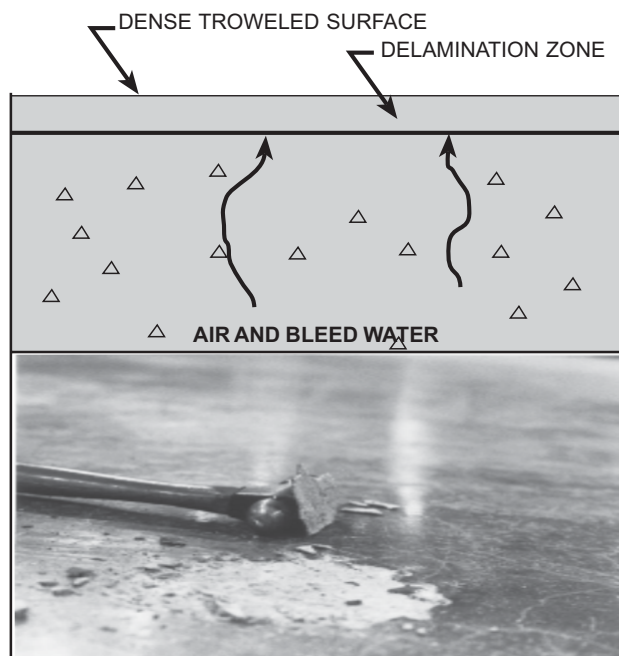 DENSE TROWELED SURFACE
DELAMINATION ZONE
AIR AND BLEED WATER